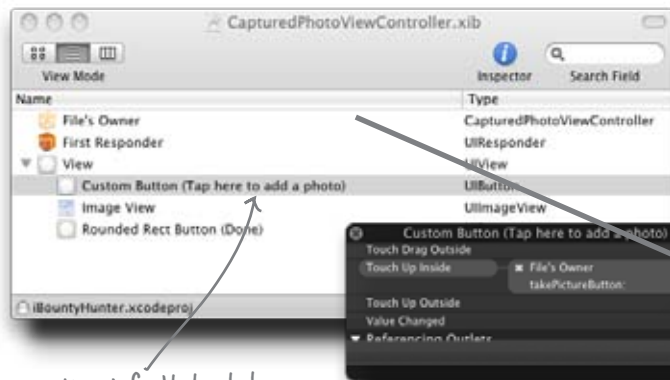 CapturedPhotoViewController.xib
View Mode
Inspector
Search Field
Name
Type
File's Owner
CapturedPhotoViewController
First Responder
UIResponder
View
UIView
Custom Button (Tap here to add a photo)
UIButton
Image View
UIImageView
Rounded Rect Button (Done)
iBountyHunter.xcodeproj
Custom Button (Tap here to add a photo)
Touch Drag Outside
Touch Up Inside
File's Owner
takePictureButton:
Touch Up Outside
Value Changed
Referencing Outlets